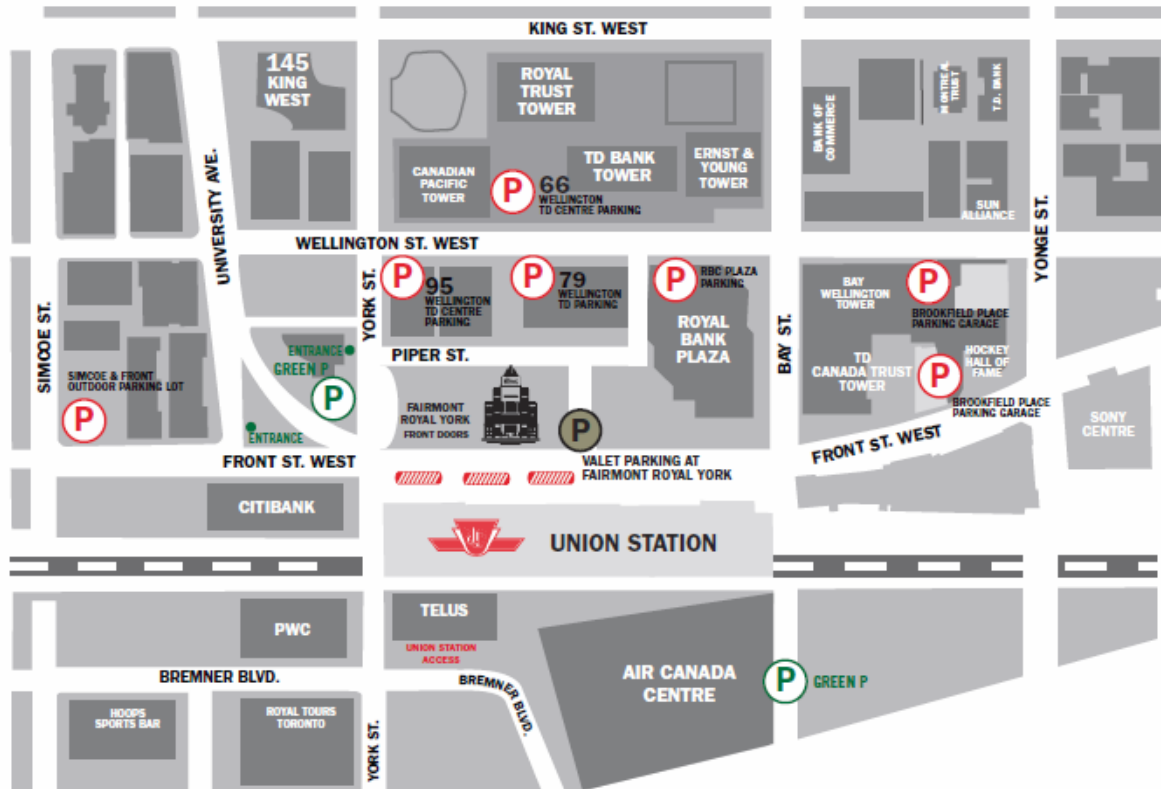 KING ST. WEST
145
KING
WEST
ROYAL
TRUST
TOWER
MONTREAL
TRUST
T.D. BANK
BANK OF
COMMERCE
CANADIAN
PACIFIC
TOWER
P
66
WELLINGTON
TD CENTRE PARKING
TD BANK
TOWER
ERNST &
YOUNG
TOWER
SUN
ALLIANCE
UNIVERSITY AVE.
YONGE ST.
WELLINGTON ST. WEST
SIMCOE ST.
YORK ST.
P
95
WELLINGTON
TD CENTRE
PARKING
P
79
WELLINGTON
TD PARKING
P
RBC PLAZA
PARKING
ROYAL
BANK
PLAZA
BAY ST.
BAY
WELLINGTON
TOWER
P
BROOKFIELD PLACE
PARKING GARAGE
TD
CANADA TRUST
TOWER
HOCKEY
HALL OF
FAME
P
BROOKFIELD PLACE
PARKING GARAGE
SONY
CENTRE
PIPER ST.
ENTRANCE
GREEN P
P
ENTRANCE
SIMCOE & FRONT
OUTDOOR PARKING LOT
P
FAIRMONT
ROYAL YORK
FRONT DOORS
P
VALET PARKING AT
FAIRMONT ROYAL YORK
FRONT ST. WEST
FRONT ST. WEST
CITIBANK
UNION STATION
PWC
TELUS
UNION STATION
ACCESS
BREMNER BLVD.
BREMNER BLVD.
AIR CANADA
CENTRE
P
GREEN P
HOOPS
SPORTS BAR
ROYAL TOURS
TORONTO
YORK ST.